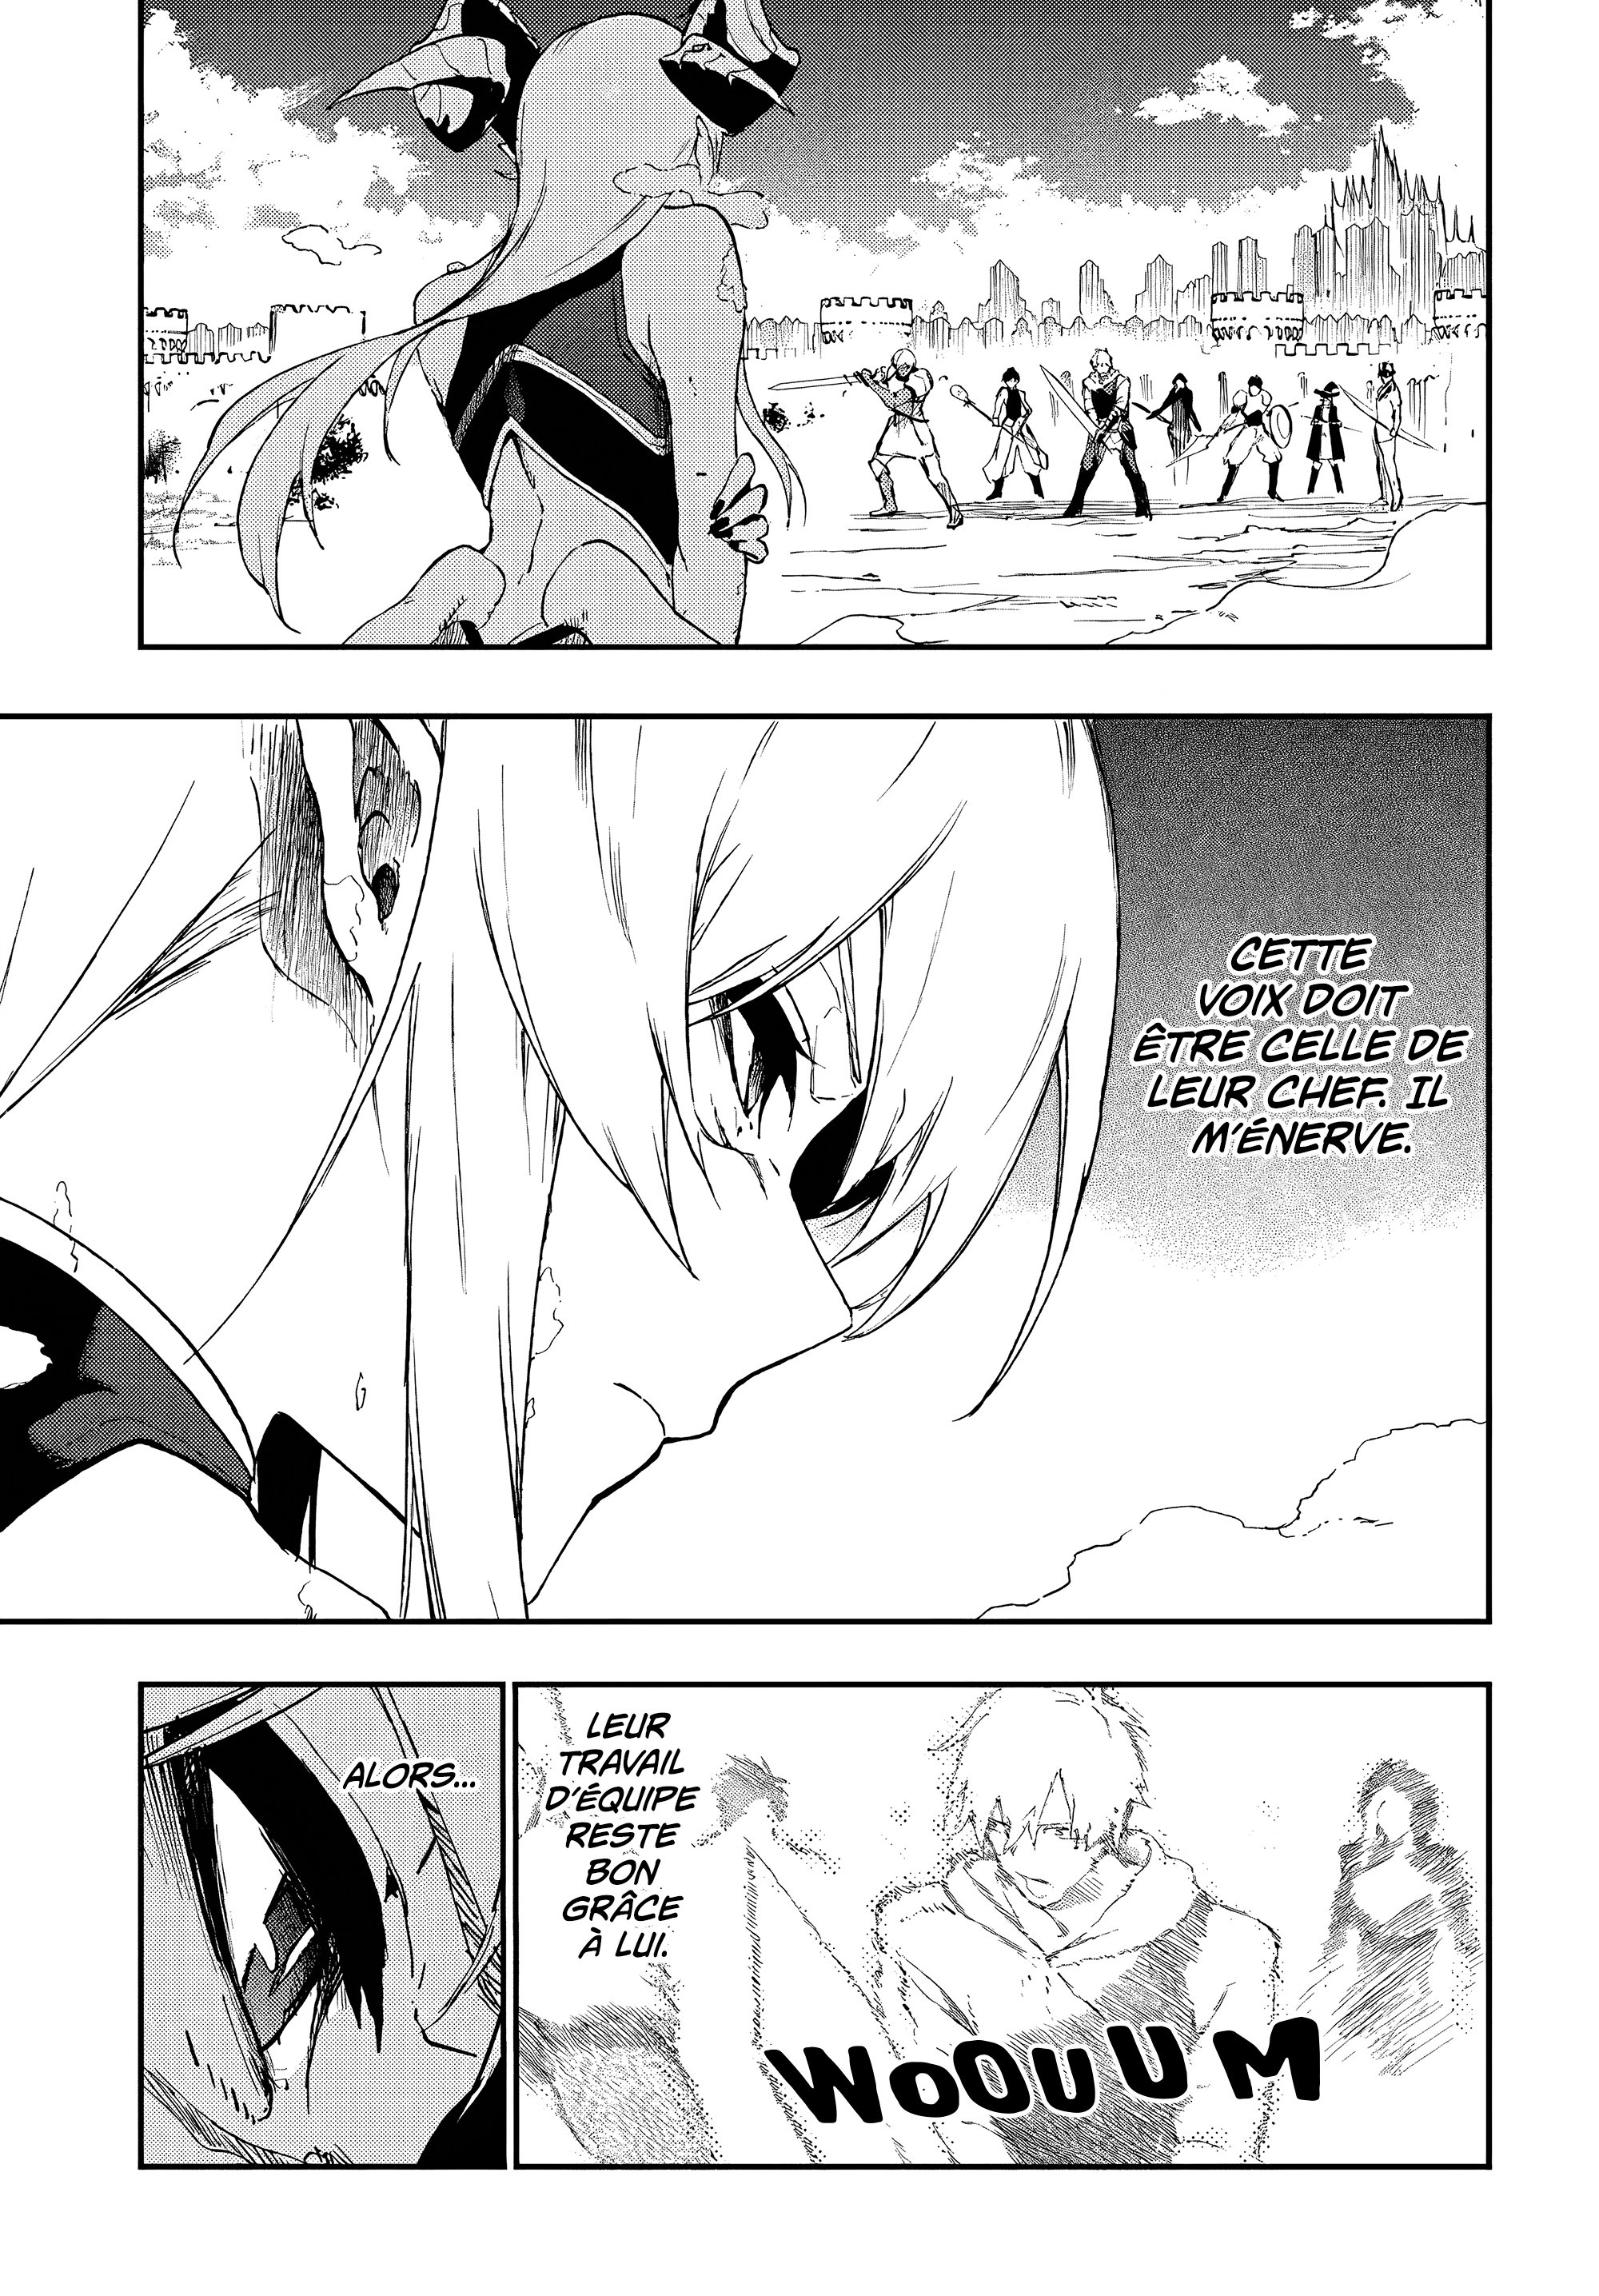 CETTE
VOIX DOIT
ÊTRE CELLE DE
LEUR CHEF. IL
M'ÉNERVE.
LEUR
TRAVAIL
D'ÉQUIPE
RESTE
BON
GRÂCE
À LUI.
WOOUUM
ALORS...